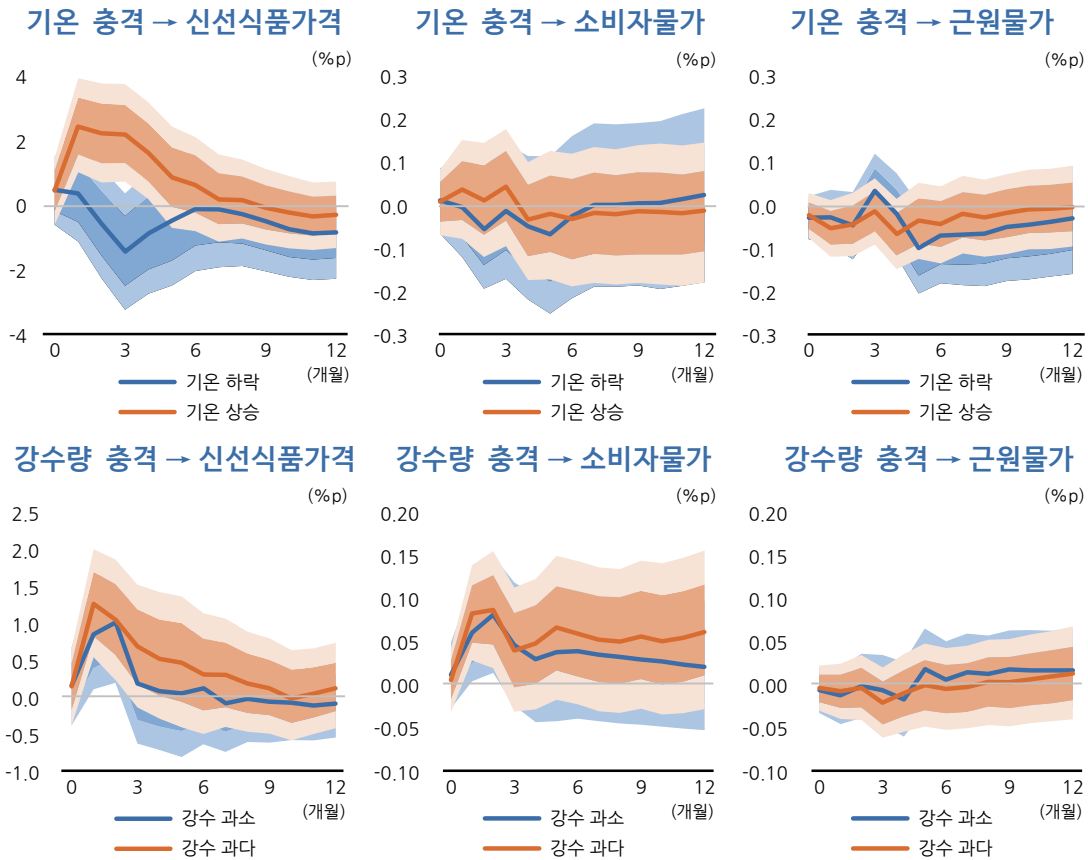 기온 충격 → 신선식품가격
(%p)
4
2
0
-2
-4
0 3 6 9 12
(개월)
기온 하락
기온 상승
기온 충격 → 소비자물가
(%p)
0.3
0.2
0.1
0.0
-0.1
-0.2
-0.3
0 3 6 9 12
(개월)
기온 하락
기온 상승
기온 충격 → 근원물가
(%p)
0.3
0.2
0.1
0.0
-0.1
-0.2
-0.3
0 3 6 9 12
(개월)
기온 하락
기온 상승
강수량 충격 → 신선식품가격
(%p)
2.5
2.0
1.5
1.0
0.5
0.0
-0.5
-1.0
0 3 6 9 12
(개월)
강수 과소
강수 과다
강수량 충격 → 소비자물가
(%p)
0.20
0.15
0.10
0.05
0.00
-0.05
-0.10
0 3 6 9 12
(개월)
강수 과소
강수 과다
강수량 충격 → 근원물가
(%p)
0.20
0.15
0.10
0.05
0.00
-0.05
-0.10
0 3 6 9 12
(개월)
강수 과소
강수 과다